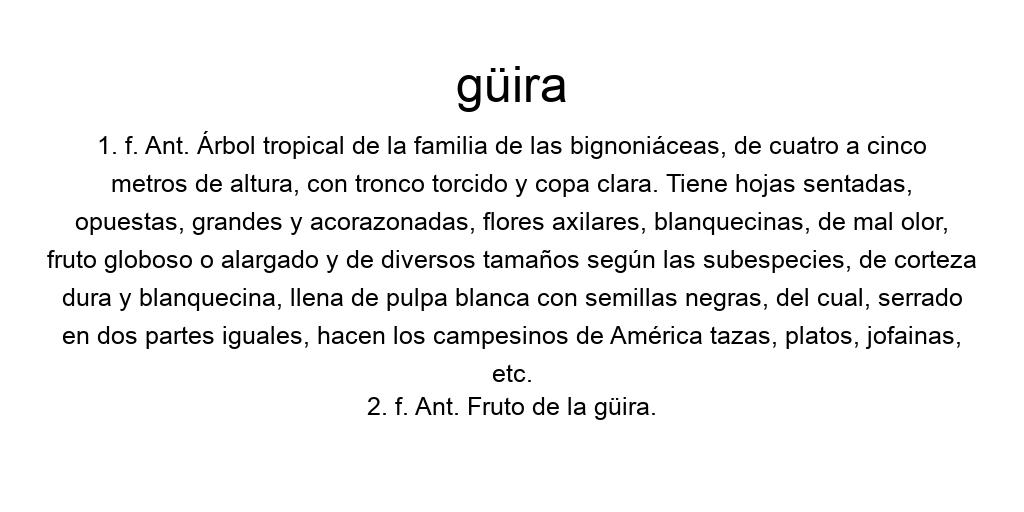 güira
1. f. Ant. Árbol tropical de la familia de las bignoniáceas, de cuatro a cinco
metros de altura, con tronco torcido y copa clara. Tiene hojas sentadas,
opuestas, grandes y acorazonadas, flores axilares, blanquecinas, de mal olor,
fruto globoso o alargado y de diversos tamaños según las subespecies, de corteza
dura y blanquecina, llena de pulpa blanca con semillas negras, del cual, serrado
en dos partes iguales, hacen los campesinos de América tazas, platos, jofainas,
etc.
2. f. Ant. Fruto de la güira.